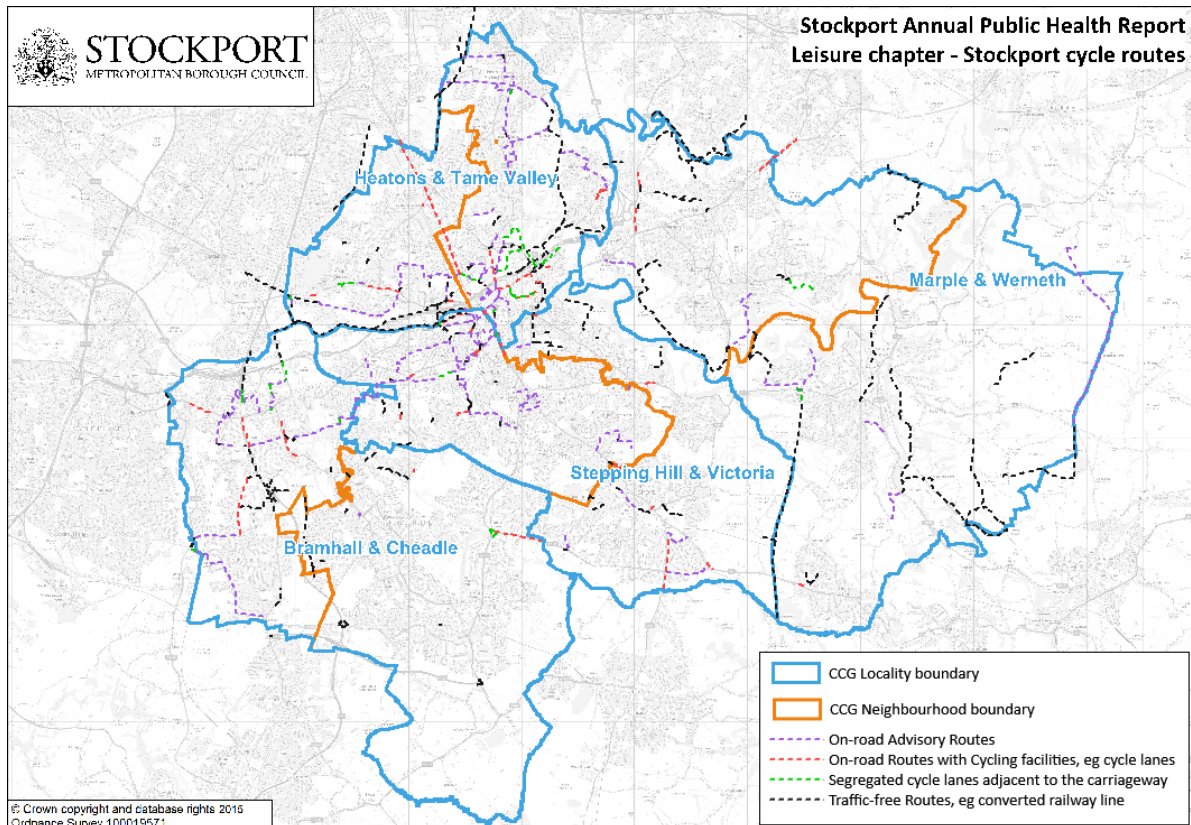 STOCKPORT
METROPOLITAN BOROUGH COUNCIL
Stockport Annual Public Health Report
Leisure chapter - Stockport cycle routes
Heatons & Tame Valley
Marple & Werneth
Stepping Hill & Victoria
Bramhall & Cheadle
CCG Locality boundary
CCG Neighbourhood boundary
On-road Advisory Routes
On-road Routes with Cycling facilities, eg cycle lanes
Segregated cycle lanes adjacent to the carriageway
Traffic-free Routes, eg converted railway line
© Crown copyright and database rights 2015
Ordnance Survey 100019571